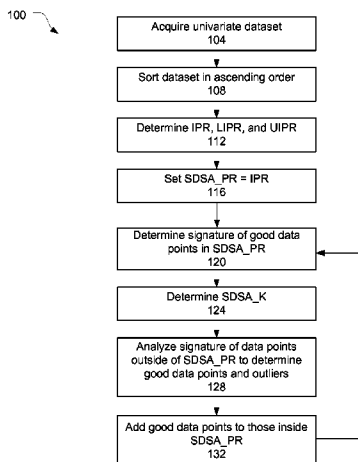 100
Acquire univariate dataset
104
Sort dataset in ascending order
108
Determine IPR, LIPR, and UIPR
112
Set SDSA_PR = IPR
116
Determine signature of good data
points in SDSA_PR
120
Determine SDSA_K
124
Analyze signature of data points
outside of SDSA_PR to determine
good data points and outliers
128
Add good data points to those inside
SDSA_PR
132